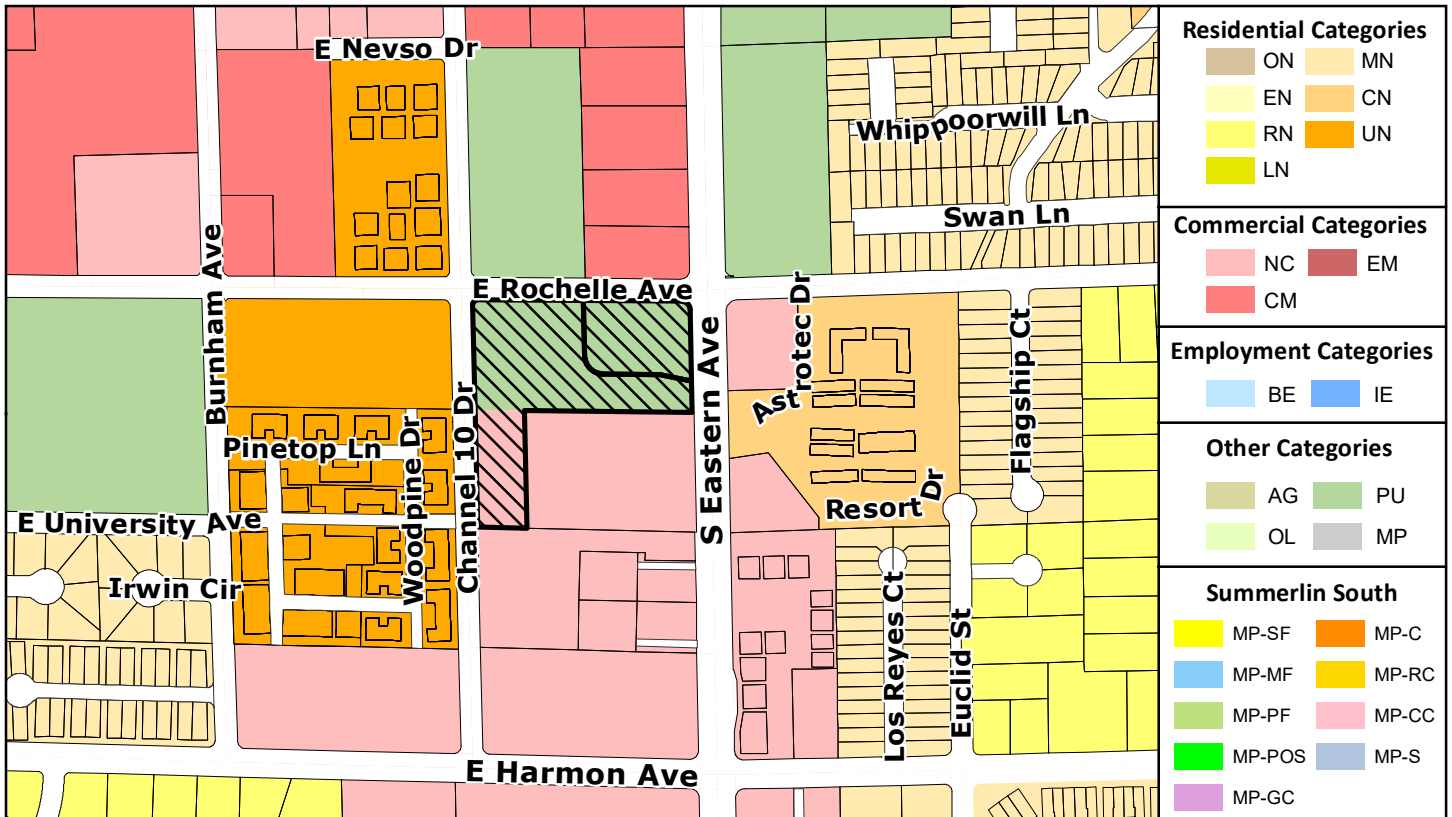 E Nevso Dr
Whippoorwill Ln
Swan Ln
Burnham Ave
E Rochelle Ave
Astrotec Dr
S Eastern Ave
Flagship Ct
Channel 10 Dr
Pinetop Ln
Woodpine Dr
Resort Dr
E University Ave
Irwin Cir
Los Reyes Ct
Euclid St
E Harmon Ave
Residential Categories
ON MN
EN CN
RN UN
LN
Commercial Categories
NC EM
CM
Employment Categories
BE IE
Other Categories
AG PU
OL MP
Summerlin South
MP-SF MP-C
MP-MF MP-RC
MP-PF MP-CC
MP-POS MP-S
MP-GC